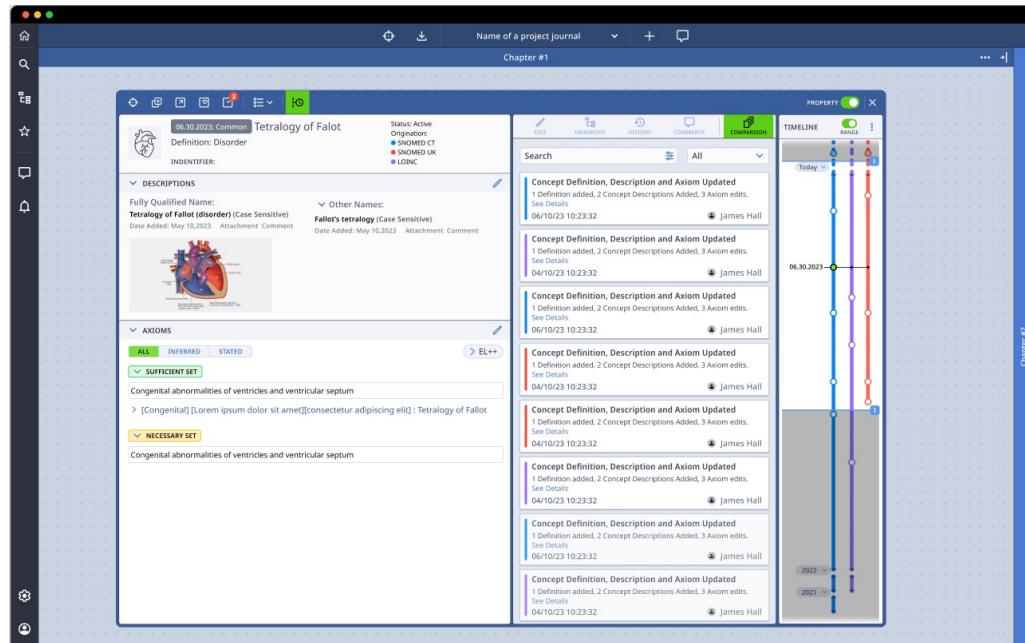 Name of a project journal
Chapter #1
3
PROPERTY
06.30.2023: Common Tetralogy of Falot
Definition: Disorder
INDENTIFIER:
Status: Active
Origination:
SNOMED CT
SNOMED UK
LOINC
DESCRIPTIONS
Fully Qualified Name:
Tetralogy of Fallot (disorder) (Case Sensitive)
Date Added: May 10,2023 Attachment Comment
Other Names:
Fallot's tetralogy (Case Sensitive)
Date Added: May 10,2023 Attachment Comment
AXIOMS
ALL INFERRED STATED
EL++
SUFFICIENT SET
Congenital abnormalities of ventricles and ventricular septum
[Congenital] [Lorem ipsum dolor sit amet][consectetur adipiscing elit] : Tetralogy of Fallot
NECESSARY SET
Congenital abnormalities of ventricles and ventricular septum
EDIT HIERARCHY HISTORY COMMENTS COMPARISON
Search All
Concept Definition, Description and Axiom Updated
1 Definition added, 2 Concept Descriptions Added, 3 Axiom edits.
See Details
06/10/23 10:23:32 James Hall
Concept Definition, Description and Axiom Updated
1 Definition added, 2 Concept Descriptions Added, 3 Axiom edits.
See Details
04/10/23 10:23:32 James Hall
Concept Definition, Description and Axiom Updated
1 Definition added, 2 Concept Descriptions Added, 3 Axiom edits.
See Details
06/10/23 10:23:32 James Hall
Concept Definition, Description and Axiom Updated
1 Definition added, 2 Concept Descriptions Added, 3 Axiom edits.
See Details
04/10/23 10:23:32 James Hall
Concept Definition, Description and Axiom Updated
1 Definition added, 2 Concept Descriptions Added, 3 Axiom edits.
See Details
04/10/23 10:23:32 James Hall
Concept Definition, Description and Axiom Updated
1 Definition added, 2 Concept Descriptions Added, 3 Axiom edits.
See Details
04/10/23 10:23:32 James Hall
Concept Definition, Description and Axiom Updated
1 Definition added, 2 Concept Descriptions Added, 3 Axiom edits.
See Details
06/10/23 10:23:32 James Hall
Concept Definition, Description and Axiom Updated
1 Definition added, 2 Concept Descriptions Added, 3 Axiom edits.
See Details
04/10/23 10:23:32 James Hall
TIMELINE
RANGE
Today
06.30.2023
2022
2021
Chapter #2